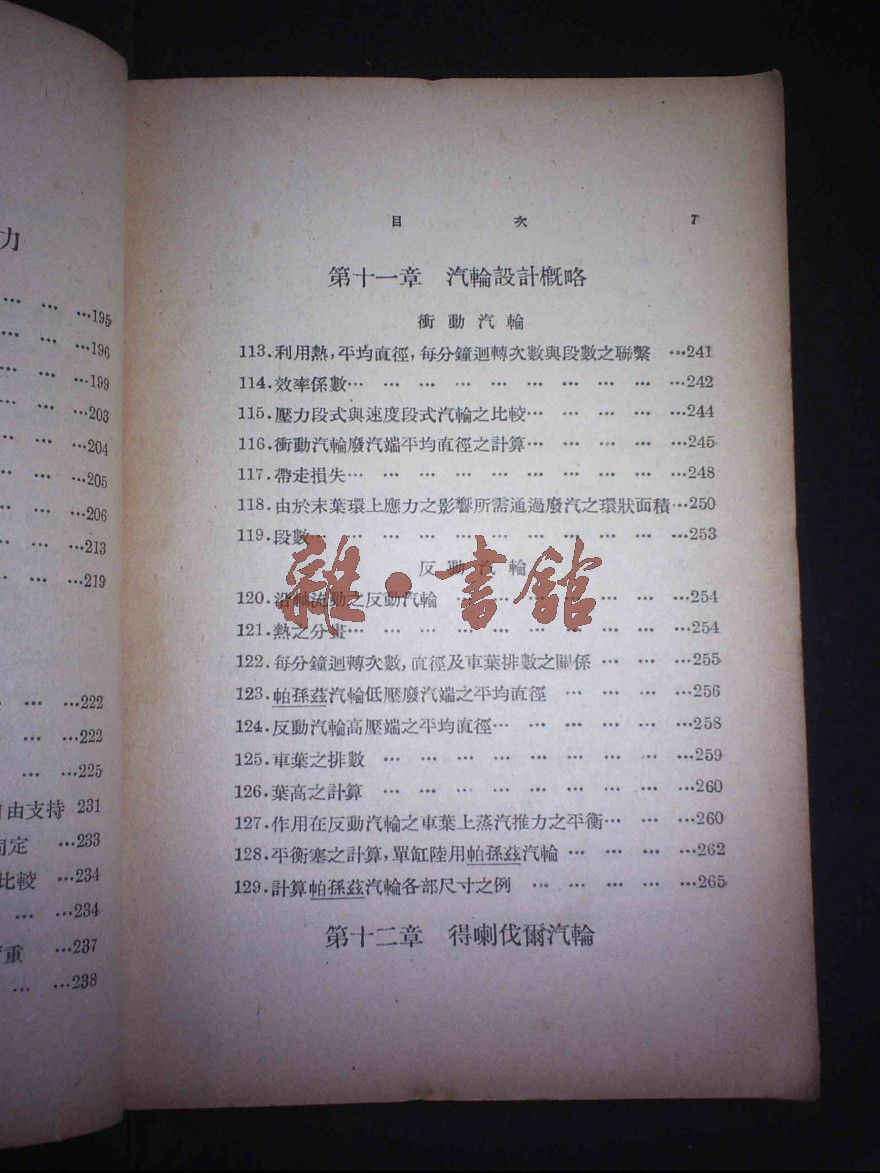 力
… … …195
… … …196
… … …199
… … …203
… … …204
… … …205
… … …206
… … …213
… … …219
… … …222
… …222
… …225
自由支持 231
固定 …233
比較 …234
… …234
重 …237
… …238
目 次 7
第十一章 汽輪設計槪略
衝動汽輪
113.利用熱,平均直徑,每分鐘迴轉次數與段數之聯繫 …241
114.效率係數… … … … … … … … … … …242
115.壓力段式與速度段式汽輪之比較… … … … … …244
116.衝動汽輪廢汽端平均直徑之計算… … … … … …245
117.帶走損失… … … … … … … … … … …248
118.由於末葉環上應力之影響所需通過廢汽之環狀面積…250
119.段數… … … … … … … … … … … …253
反動汽輪
120.沿軸流動之反動汽輪 … … … … … … … …254
121.熱之分畫… … … … … … … … … … …254
122.每分鐘迴轉次數,直徑及車葉排數之關係 … … …255
123.帕孫茲汽輪低壓廢汽端之平均直徑 … … … …256
124.反動汽輪高壓端之平均直徑… … … … … … …258
125.車葉之排數 … … … … … … … … … …259
126.葉高之計算 … … … … … … … … … …260
127.作用在反動汽輪之車葉上蒸汽推力之平衡… … …260
128.平衡塞之計算,單缸陸用帕孫茲汽輪 … … … …262
129.計算帕孫茲汽輪各部尺寸之例 … … … … …265
第十二章 得喇伐爾汽輪
雜·書館